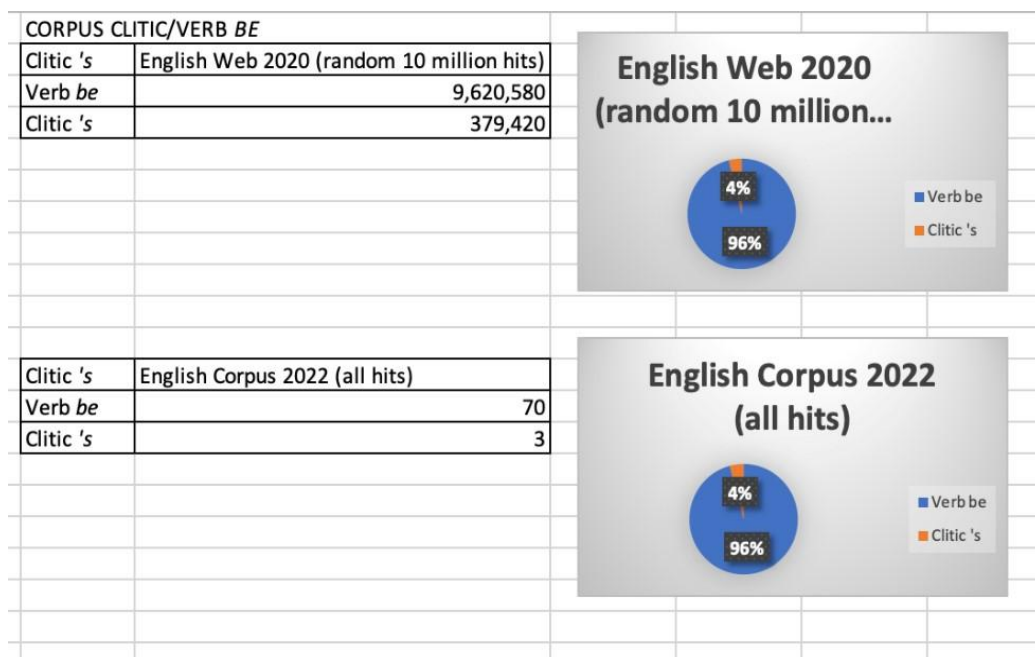 CORPUS CLITIC/VERB BE
Clitic 's English Web 2020 (random 10 million hits)
Verb be 9,620,580
Clitic 's 379,420
English Web 2020
(random 10 million...
4%
96%
Verb be
Clitic 's
Clitic 's English Corpus 2022 (all hits)
Verb be 70
Clitic 's 3
English Corpus 2022
(all hits)
4%
96%
Verb be
Clitic 's